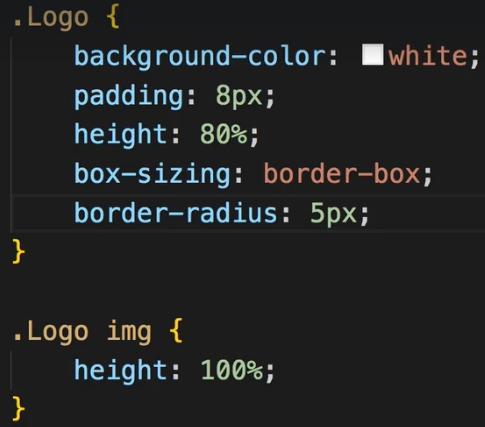 .Logo {
    background-color: white;
    padding: 8px;
    height: 80%;
    box-sizing: border-box;
    border-radius: 5px;
}

.Logo img {
    height: 100%;
}